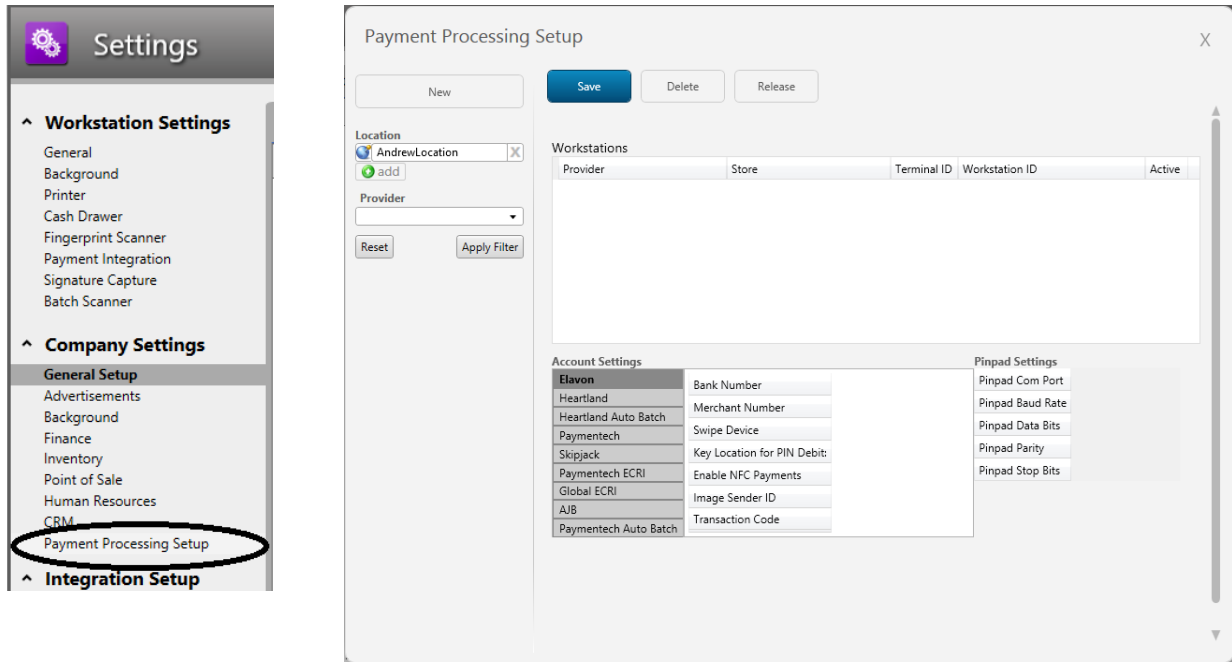 Settings
Workstation Settings
General
Background
Printer
Cash Drawer
Fingerprint Scanner
Payment Integration
Signature Capture
Batch Scanner
Company Settings
General Setup
Advertisements
Background
Finance
Inventory
Point of Sale
Human Resources
CRM
Payment Processing Setup
Integration Setup
Payment Processing Setup
X
New
Save Delete Release
Location
AndrewLocation X
add
Provider
Reset Apply Filter
Workstations
Provider Store Terminal ID Workstation ID Active
Account Settings
Elavon
Heartland
Heartland Auto Batch
Paymentech
Skipjack
Paymentech ECRI
Global ECRI
AJB
Paymentech Auto Batch
Bank Number
Merchant Number
Swipe Device
Key Location for PIN Debit:
Enable NFC Payments
Image Sender ID
Transaction Code
Pinpad Settings
Pinpad Com Port
Pinpad Baud Rate
Pinpad Data Bits
Pinpad Parity
Pinpad Stop Bits